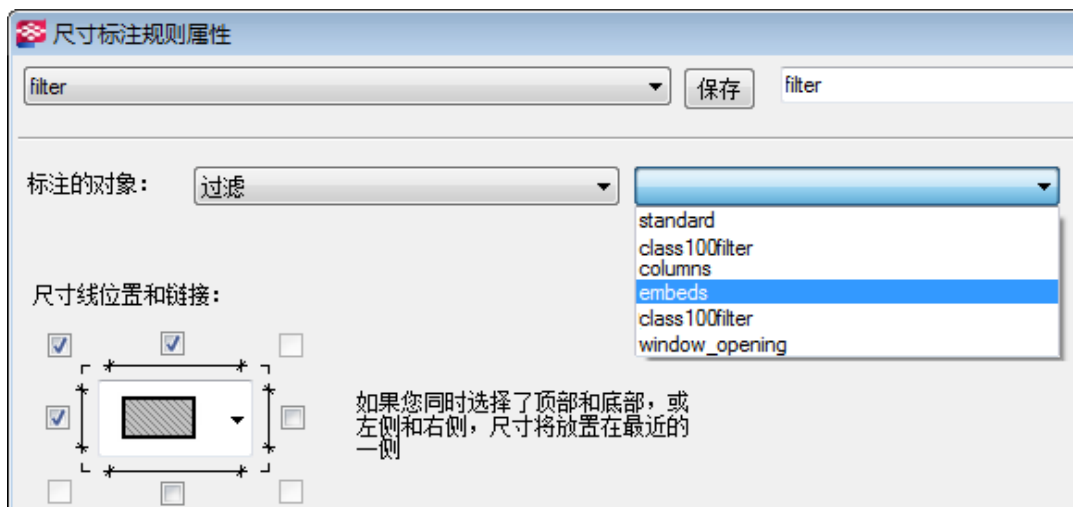 尺寸标注规则属性
filter 保存 filter
标注的对象: 过滤
standard
class100filter
columns
embeds
class100filter
window_opening
尺寸线位置和链接:
如果您同时选择了顶部和底部，或
左侧和右侧，尺寸将放置在最近的
一侧